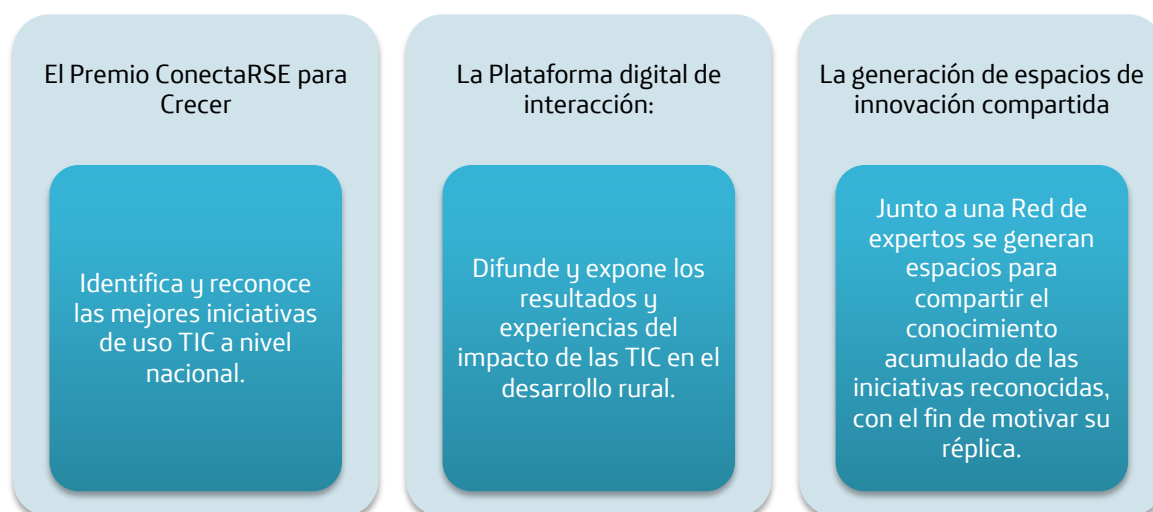 El Premio ConectaRSE para
Crecer
Identifica y reconoce
las mejores iniciativas
de uso TIC a nivel
nacional.
La Plataforma digital de
interacción:
Difunde y expone los
resultados y
experiencias del
impacto de las TIC en el
desarrollo rural.
La generación de espacios de
innovación compartida
Junto a una Red de
expertos se generan
espacios para
compartir el
conocimiento
acumulado de las
iniciativas reconocidas,
con el fin de motivar su
réplica.